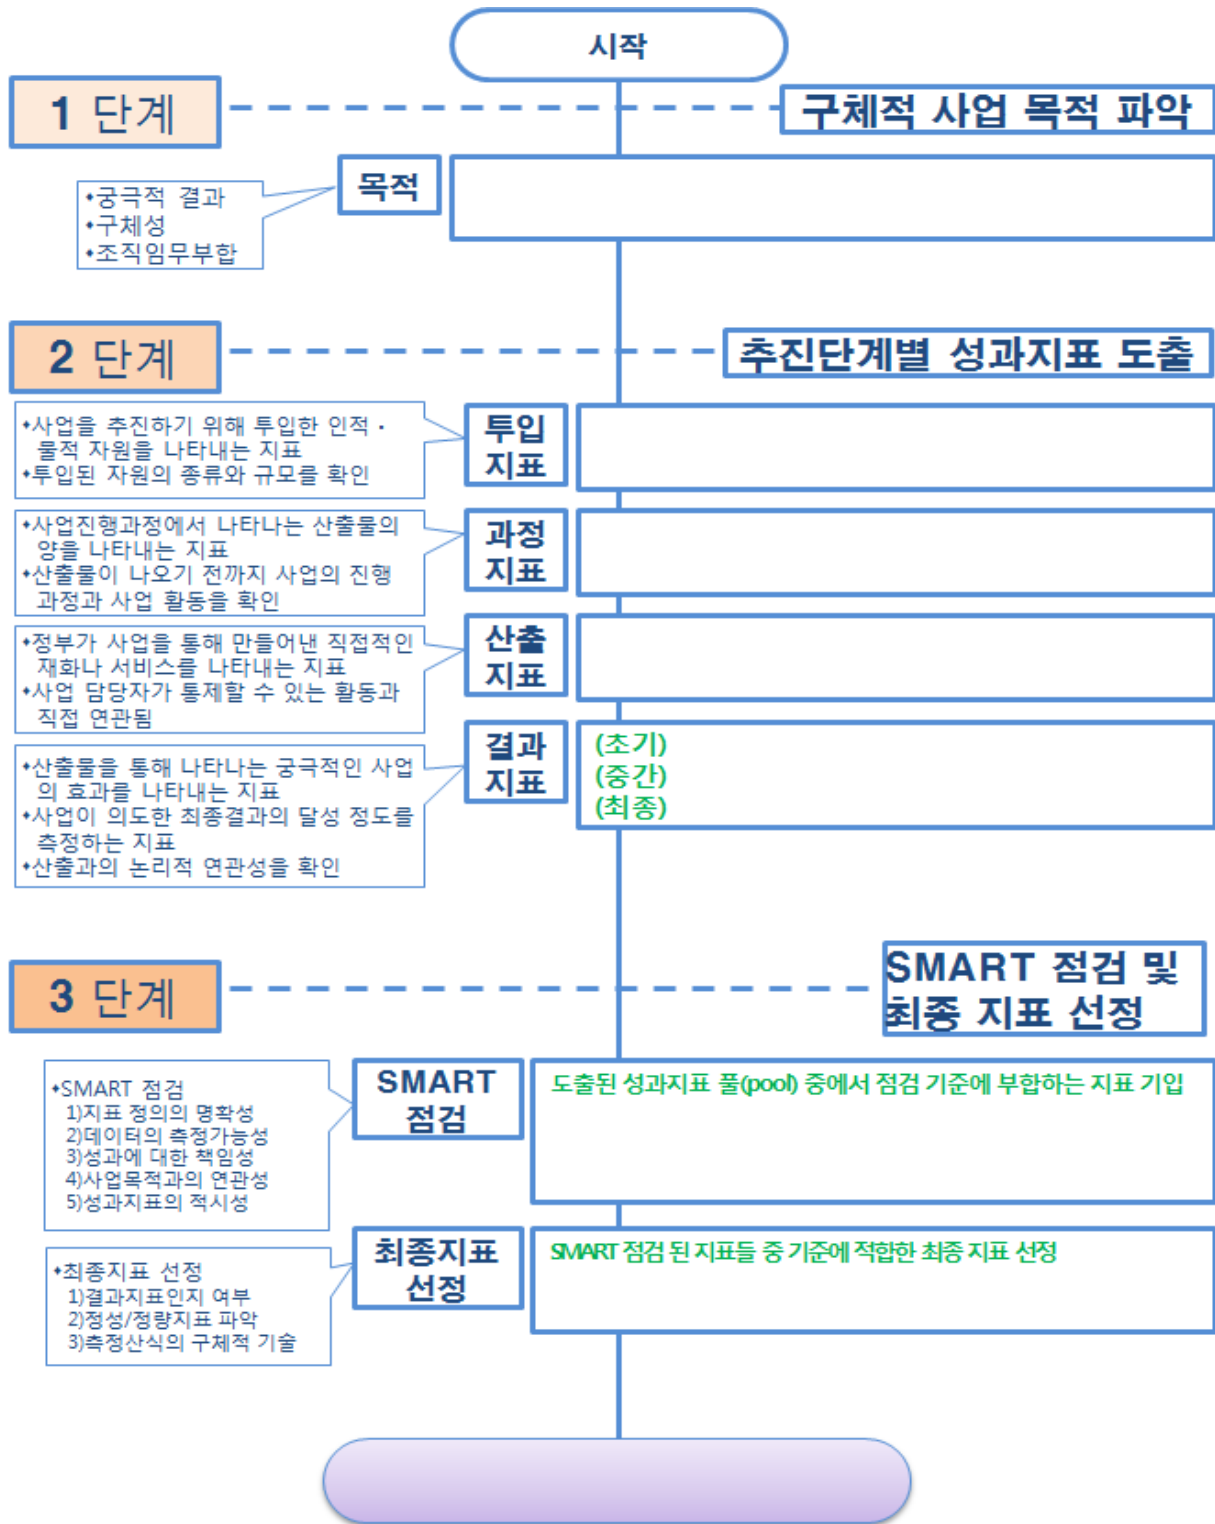 시작
1 단계
구체적 사업 목적 파악
목적
•궁극적 결과
•구체성
•조직임무부합
2 단계
추진단계별 성과지표 도출
•사업을 추진하기 위해 투입한 인적·
물적 자원을 나타내는 지표
•투입된 자원의 종류와 규모를 확인
투입
지표
•사업진행과정에서 나타나는 산출물의
양을 나타내는 지표
•산출물이 나오기 전까지 사업의 진행
과정과 사업 활동을 확인
과정
지표
•정부가 사업을 통해 만들어낸 직접적인
재화나 서비스를 나타내는 지표
•사업 담당자가 통제할 수 있는 활동과
직접 연관됨
산출
지표
•산출물을 통해 나타나는 궁극적인 사업
의 효과를 나타내는 지표
•사업이 의도한 최종결과의 달성 정도를
측정하는 지표
•산출과의 논리적 연관성을 확인
결과
지표
(초기)
(중간)
(최종)
3 단계
SMART 점검 및
최종 지표 선정
•SMART 점검
1)지표 정의의 명확성
2)데이터의 측정가능성
3)성과에 대한 책임성
4)사업목적과의 연관성
5)성과지표의 적시성
SMART
점검
도출된 성과지표 풀(pool) 중에서 점검 기준에 부합하는 지표 기입
•최종지표 선정
1)결과지표인지 여부
2)정성/정량지표 파악
3)측정산식의 구체적 기술
최종지표
선정
SMART 점검 된 지표들 중 기준에 적합한 최종 지표 선정